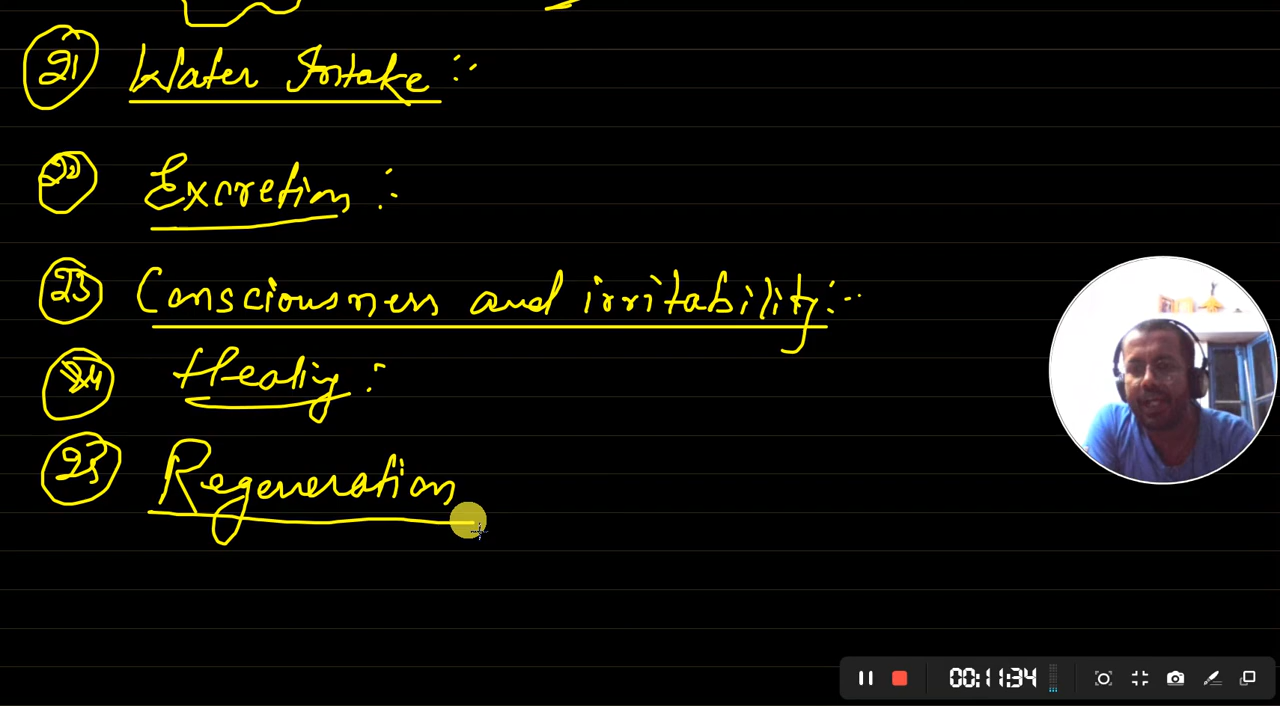 21 Water Intake :-
22 Excretion :-
23 Consciousness and irritability :-
24 Healing :
25 Regeneration
00:11:34